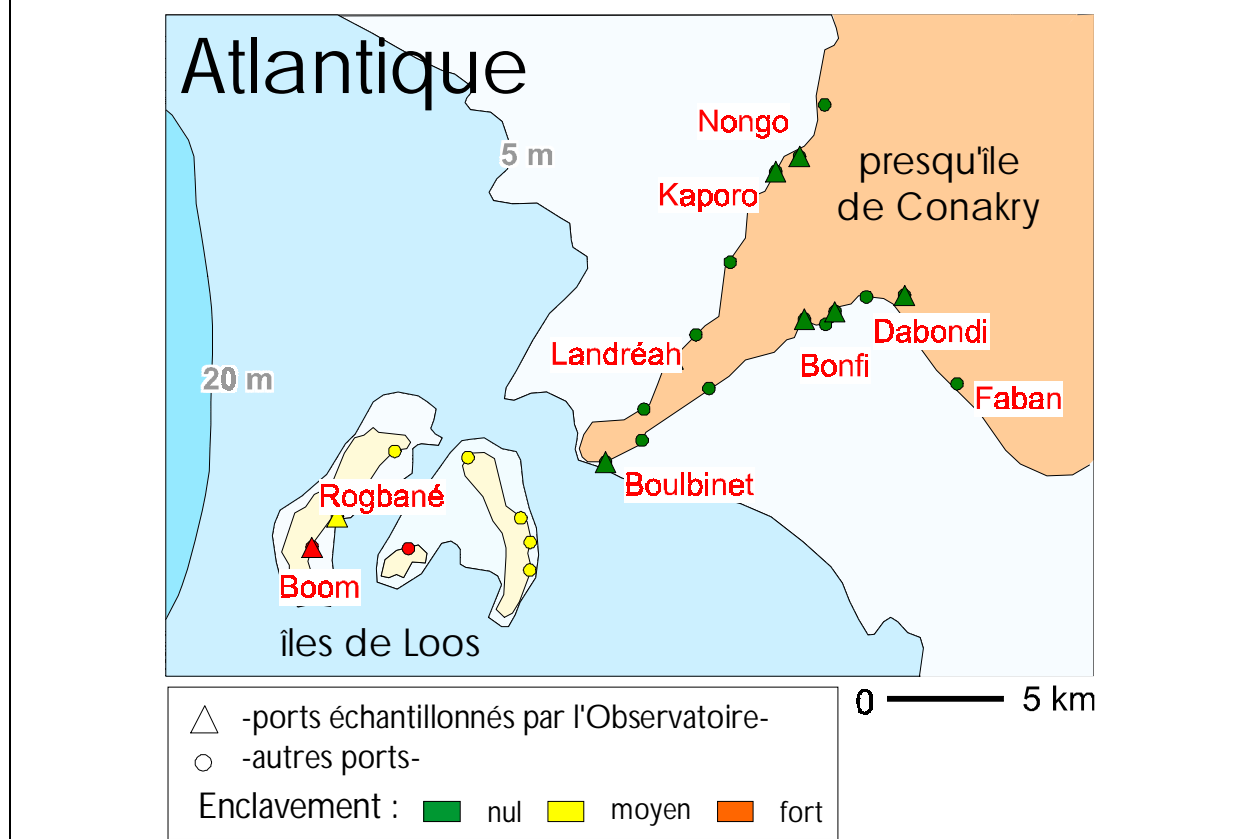 Atlantique
Nongo
5 m
presqu'île
de Conakry
Kaporo
Landréah
Dabondi
Bonfi
20 m
Faban
Rogbané
Boulbinet
Boom
îles de Loos
0 5 km
-ports échantillonnés par l'Observatoire-
-autres ports-
Enclavement : nul moyen fort